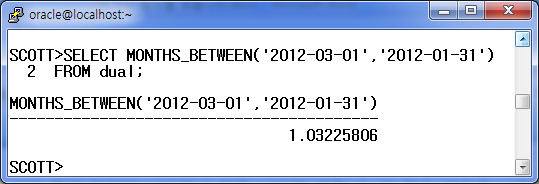 oracle@localhost:~
SCOTT>SELECT MONTHS_BETWEEN('2012-03-01','2012-01-31')
2 FROM dual;
MONTHS_BETWEEN('2012-03-01','2012-01-31')
-----------------------------------------
1.03225806
SCOTT>